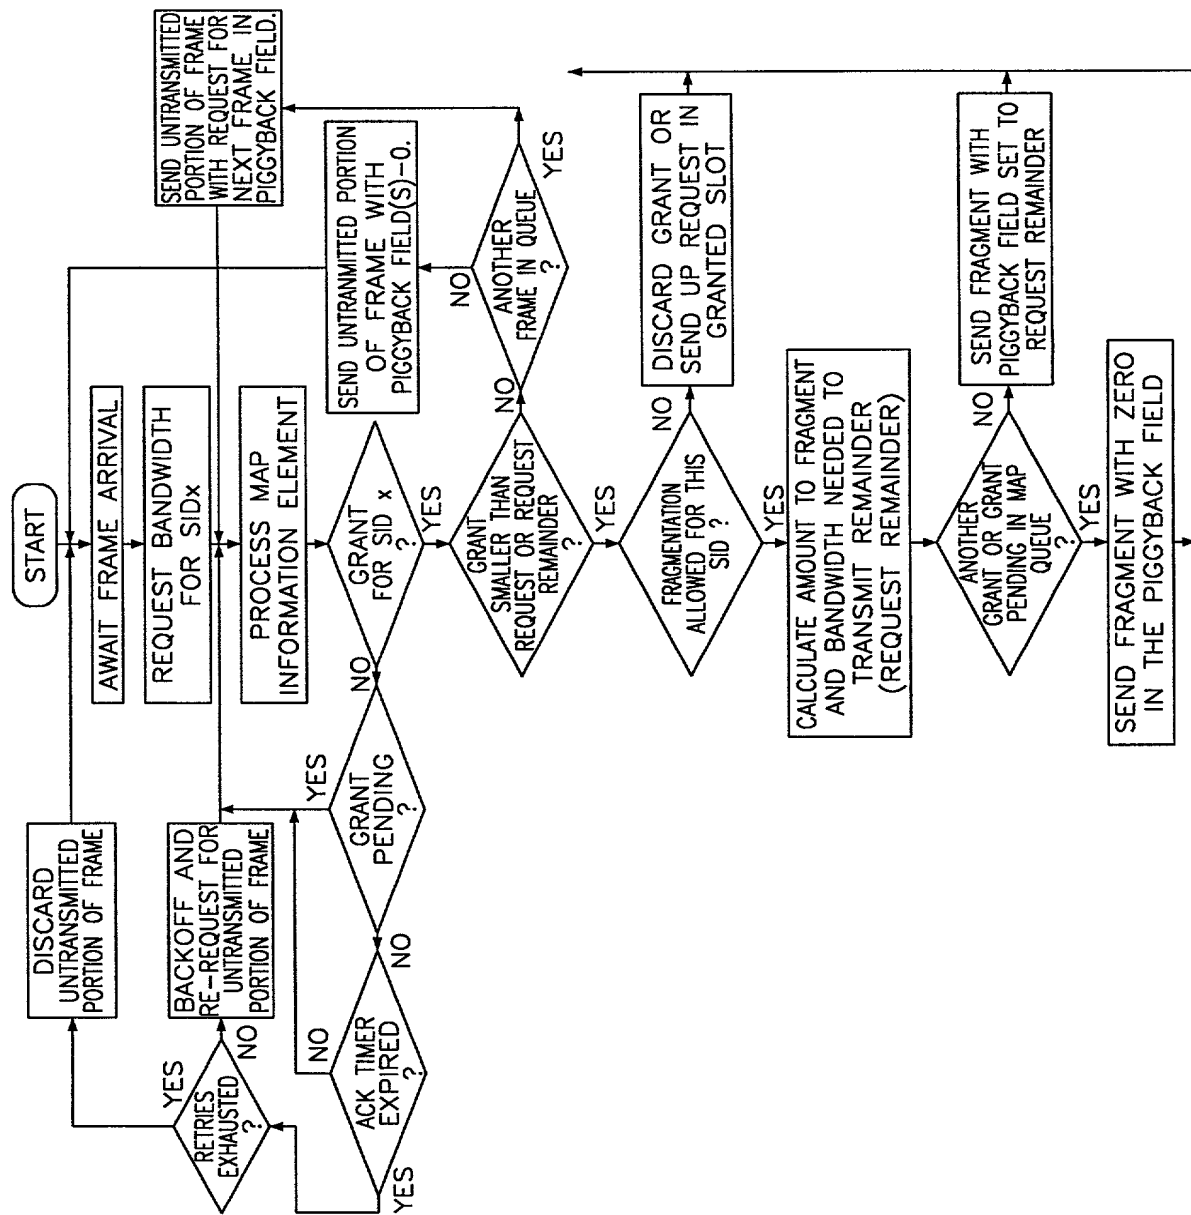 START
AWAIT FRAME ARRIVAL
REQUEST BANDWIDTH
FOR SIDx
PROCESS MAP
INFORMATION ELEMENT
GRANT
FOR SID x
?
YES
NO
GRANT
PENDING
?
YES
NO
ACK TIMER
EXPIRED
?
NO
YES
RETRIES
EXHAUSTED
?
YES
NO
DISCARD
UNTRANSMITTED
PORTION OF FRAME
BACKOFF AND
RE-REQUEST FOR
UNTRANSMITTED
PORTION OF FRAME
GRANT
SMALLER THAN
REQUEST OR REQUEST
REMAINDER
?
NO
YES
ANOTHER
FRAME IN QUEUE
?
NO
YES
SEND UNTRANMITTED PORTION
OF FRAME WITH
PIGGYBACK FIELD(S)-0.
SEND UNTRANSMITTED
PORTION OF FRAME
WITH REQUEST FOR
NEXT FRAME IN
PIGGYBACK FIELD.
FRAGMENTATION
ALLOWED FOR THIS
SID ?
NO
YES
DISCARD GRANT OR
SEND UP REQUEST IN
GRANTED SLOT
CALCULATE AMOUNT TO FRAGMENT
AND BANDWIDTH NEEDED TO
TRANSMIT REMAINDER
(REQUEST REMAINDER)
ANOTHER
GRANT OR GRANT
PENDING IN MAP
QUEUE
?
NO
YES
SEND FRAGMENT WITH
PIGGYBACK FIELD SET TO
REQUEST REMAINDER
SEND FRAGMENT WITH ZERO
IN THE PIGGYBACK FIELD